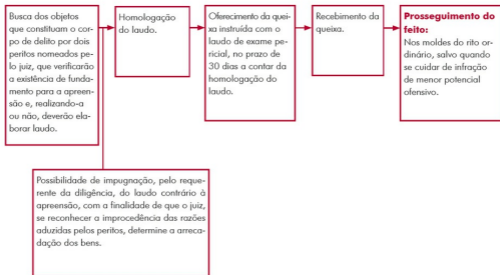 Busca dos objetos
que constituam o cor-
po de delito por dois
peritos nomeados pe-
lo juiz, que verificarão
a existência de funda-
mento para a apreen-
são e, realizando-a
ou não, deverão ela-
borar laudo.
Homologação
do laudo.
Oferecimento da quei-
xa instruída com o
laudo de exame pe-
ricial, no prazo de
30 dias a contar da
homologação do
laudo.
Recebimento da
queixa.
Prosseguimento do
feito:
Nos moldes do rito or-
dinário, salvo quando
se cuidar de infração
de menor potencial
ofensivo.
Possibilidade de impugnação, pelo reque-
rente da diligência, do laudo contrário à
apreensão, com a finalidade de que o juiz,
se reconhecer a improcedência das razões
aduzidas pelos peritos, determine a arreca-
dação dos bens.